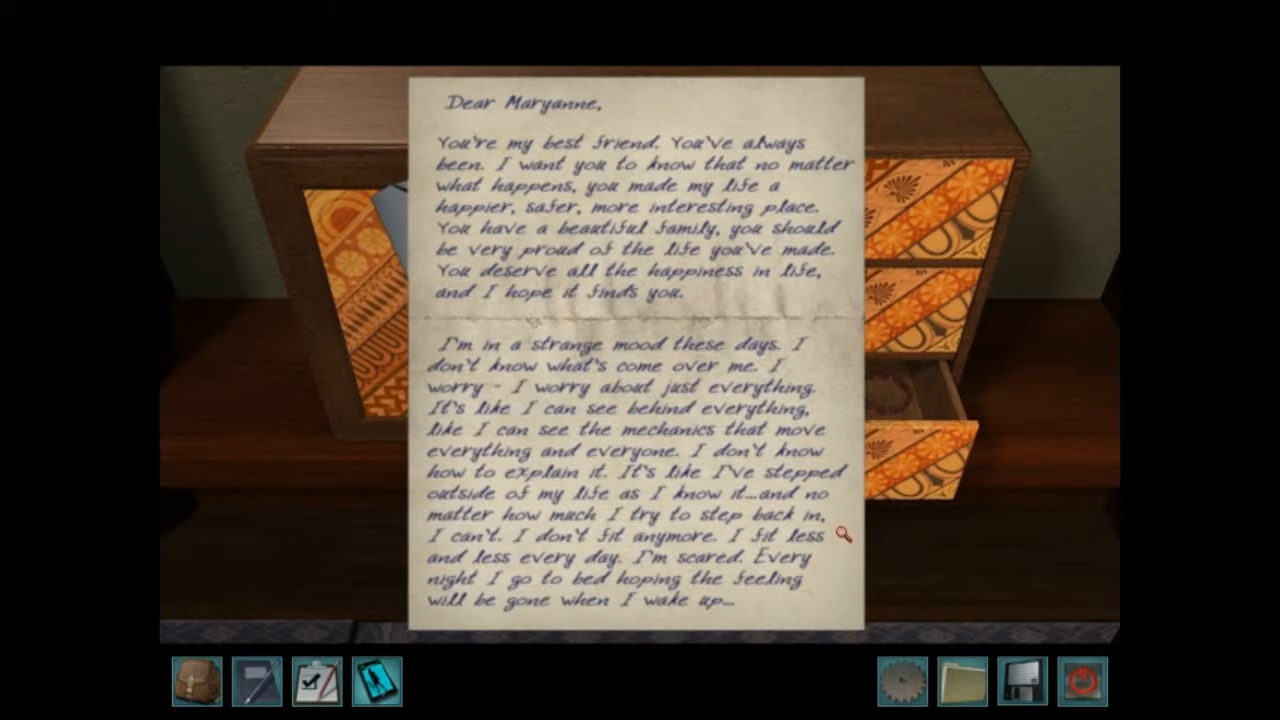 Dear Maryanne,
You're my best friend. You've always
been. I want you to know that no matter
what happens, you made my life a
happier, safer, more interesting place.
You have a beautiful family, you should
be very proud of the life you've made.
You deserve all the happiness in life,
and I hope it finds you.
I'm in a strange mood these days. I
don't know what's come over me. I
worry - I worry about just everything.
It's like I can see behind everything,
like I can see the mechanics that move
everything and everyone. I don't know
how to explain it. It's like I've stepped
outside of my life as I know it...and no
matter how much I try to step back in,
I can't. I don't fit anymore. I fit less
and less every day. I'm scared. Every
night I go to bed hoping the feeling
will be gone when I wake up...